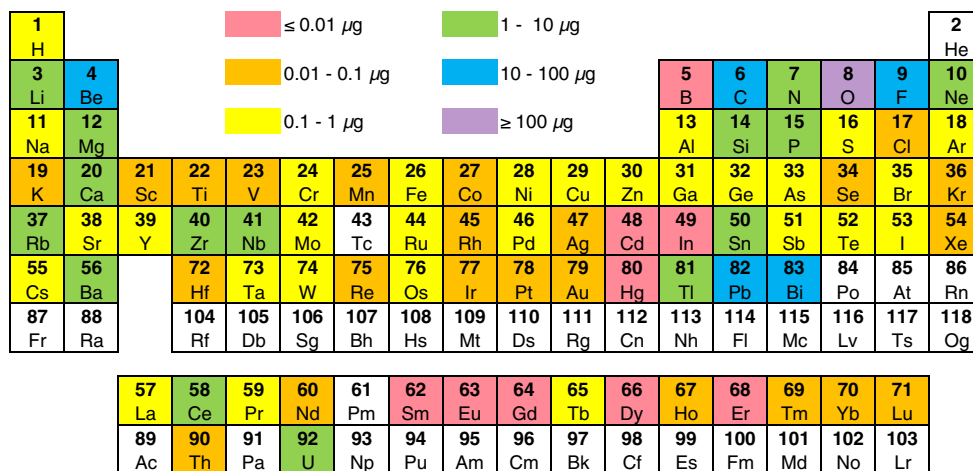 1 2
H ≤ 0.01 µg 1 - 10 µg He
3 4 0.01 - 0.1 µg 10 - 100 µg 5 6 7 8 9 10
Li Be B C N O F Ne
11 12 0.1 - 1 µg ≥ 100 µg 13 14 15 16 17 18
Na Mg Al Si P S Cl Ar
19 20 21 22 23 24 25 26 27 28 29 30 31 32 33 34 35 36
K Ca Sc Ti V Cr Mn Fe Co Ni Cu Zn Ga Ge As Se Br Kr
37 38 39 40 41 42 43 44 45 46 47 48 49 50 51 52 53 54
Rb Sr Y Zr Nb Mo Tc Ru Rh Pd Ag Cd In Sn Sb Te I Xe
55 56 72 73 74 75 76 77 78 79 80 81 82 83 84 85 86
Cs Ba Hf Ta W Re Os Ir Pt Au Hg Tl Pb Bi Po At Rn
87 88 104 105 106 107 108 109 110 111 112 113 114 115 116 117 118
Fr Ra Rf Db Sg Bh Hs Mt Ds Rg Cn Nh Fl Mc Lv Ts Og
57 58 59 60 61 62 63 64 65 66 67 68 69 70 71
La Ce Pr Nd Pm Sm Eu Gd Tb Dy Ho Er Tm Yb Lu
89 90 91 92 93 94 95 96 97 98 99 100 101 102 103
Ac Th Pa U Np Pu Am Cm Bk Cf Es Fm Md No Lr